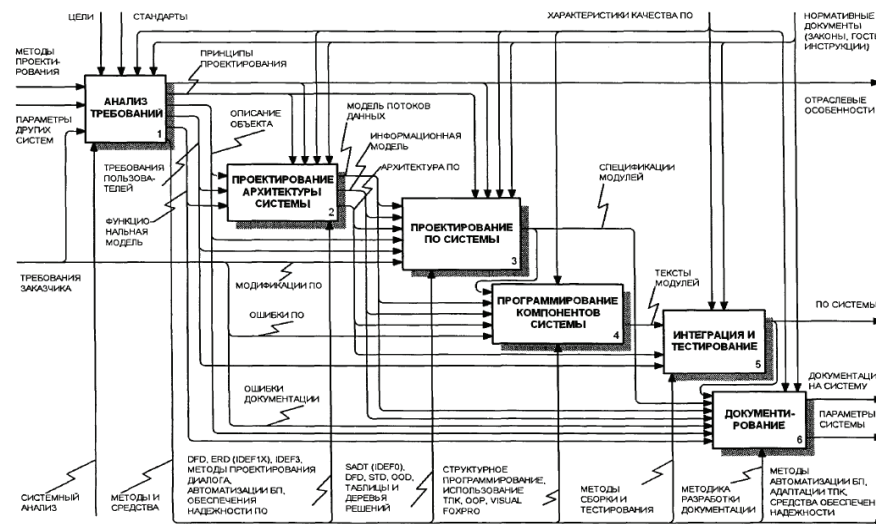 ЦЕЛИ
СТАНДАРТЫ
ХАРАКТЕРИСТИКИ КАЧЕСТВА ПО
НОРМАТИВНЫЕ
ДОКУМЕНТЫ
(ЗАКОНЫ, ГОСТ
ИНСТРУКЦИИ)
МЕТОДЫ
ПРОЕКТИ-
РОВАНИЯ
ПРИНЦИПЫ
ПРОЕКТИРОВАНИЯ
АНАЛИЗ
ТРЕБОВАНИЙ
1
ОТРАСЛЕВЫЕ
ОСОБЕННОСТИ
ПАРАМЕТРЫ
ДРУГИХ
СИСТЕМ
ОПИСАНИЕ
ОБЪЕКТА
МОДЕЛЬ ПОТОКОВ
ДАННЫХ
ИНФОРМАЦИОННАЯ
МОДЕЛЬ
АРХИТЕКТУРА ПО
ТРЕБОВАНИЯ
ПОЛЬЗОВА-
ТЕЛЕЙ
ПРОЕКТИРОВАНИЕ
АРХИТЕКТУРЫ
СИСТЕМЫ
2
СПЕЦИФИКАЦИИ
МОДУЛЕЙ
ФУНКЦИО-
НАЛЬНАЯ
МОДЕЛЬ
ПРОЕКТИРОВАНИЕ
ПО СИСТЕМЫ
3
ТРЕБОВАНИЯ
ЗАКАЗЧИКА
МОДИФИКАЦИИ ПО
ТЕКСТЫ
МОДУЛЕЙ
ПРОГРАММИРОВАНИЕ
КОМПОНЕНТОВ
СИСТЕМЫ
4
ОШИБКИ ПО
ПО СИСТЕМЫ
ИНТЕГРАЦИЯ И
ТЕСТИРОВАНИЕ
5
ОШИБКИ
ДОКУМЕНТАЦИИ
ДОКУМЕНТАЦИ
НА СИСТЕМУ
ДОКУМЕНТИ-
РОВАНИЕ
6
ПАРАМЕТРЫ
СИСТЕМЫ
СИСТЕМНЫЙ
АНАЛИЗ
МЕТОДЫ И
СРЕДСТВА
DFD, ERD (IDEF1X), IDEF3,
МЕТОДЫ ПРОЕКТИРОВАНИЯ
ДИАЛОГА,
АВТОМАТИЗАЦИИ БП,
ОБЕСПЕЧЕНИЯ
НАДЕЖНОСТИ ПО
SADT (IDEF0),
DFD, STD, OOD,
ТАБЛИЦЫ И
ДЕРЕВЬЯ
РЕШЕНИЙ
СТРУКТУРНОЕ
ПРОГРАММИРОВАНИЕ,
ИСПОЛЬЗОВАНИЕ
ТПК, OOP, VISUAL
FOXPRO
МЕТОДЫ
СБОРКИ И
ТЕСТИРОВАНИЯ
МЕТОДИКА
РАЗРАБОТКИ
ДОКУМЕНТАЦИИ
МЕТОДЫ
АВТОМАТИЗАЦИИ БП,
АДАПТАЦИИ ТПК,
СРЕДСТВА ОБЕСПЕЧЕН
НАДЕЖНОСТИ